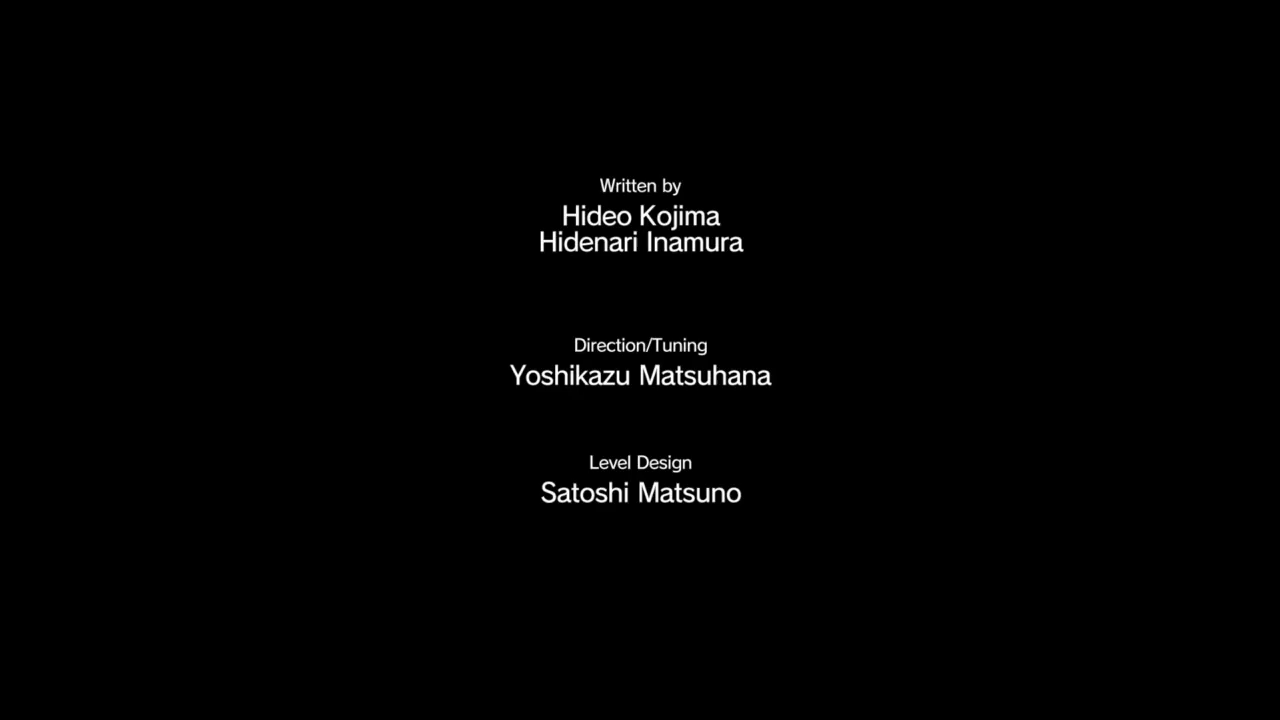 Written by
Hideo Kojima
Hidenari Inamura
Direction/Tuning
Yoshikazu Matsuhana
Level Design
Satoshi Matsuno